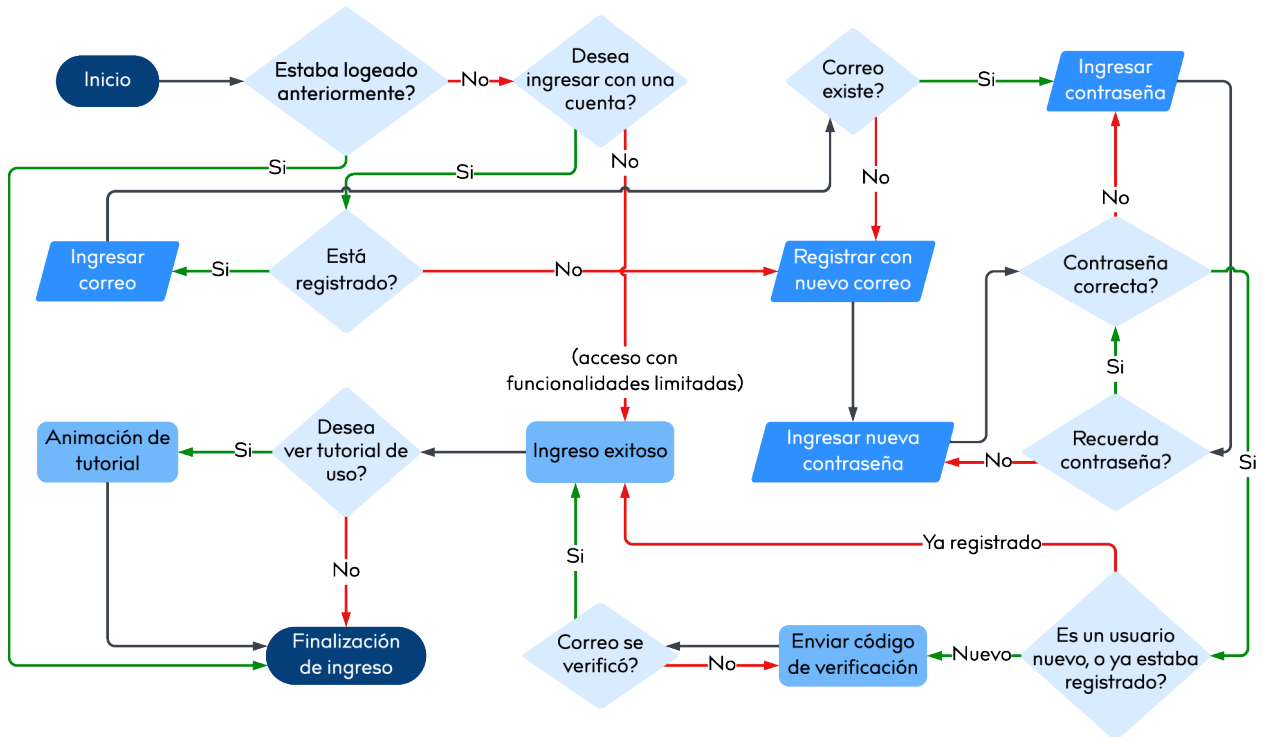 Inicio
Estaba logeado
anteriormente?
No
Desea
ingresar con una
cuenta?
Correo
existe?
Si
Ingresar
contraseña
Si
Si
No
No
No
Ingresar
correo
Si
Está
registrado?
No
Registrar con
nuevo correo
Contraseña
correcta?
(acceso con
funcionalidades limitadas)
Si
Animación de
tutorial
Si
Desea
ver tutorial de
uso?
Ingreso exitoso
Ingresar nueva
contraseña
No
Recuerda
contraseña?
Si
No
Si
Ya registrado
Finalización
de ingreso
Correo se
verificó?
No
Enviar código
de verificación
Nuevo
Es un usuario
nuevo, o ya estaba
registrado?